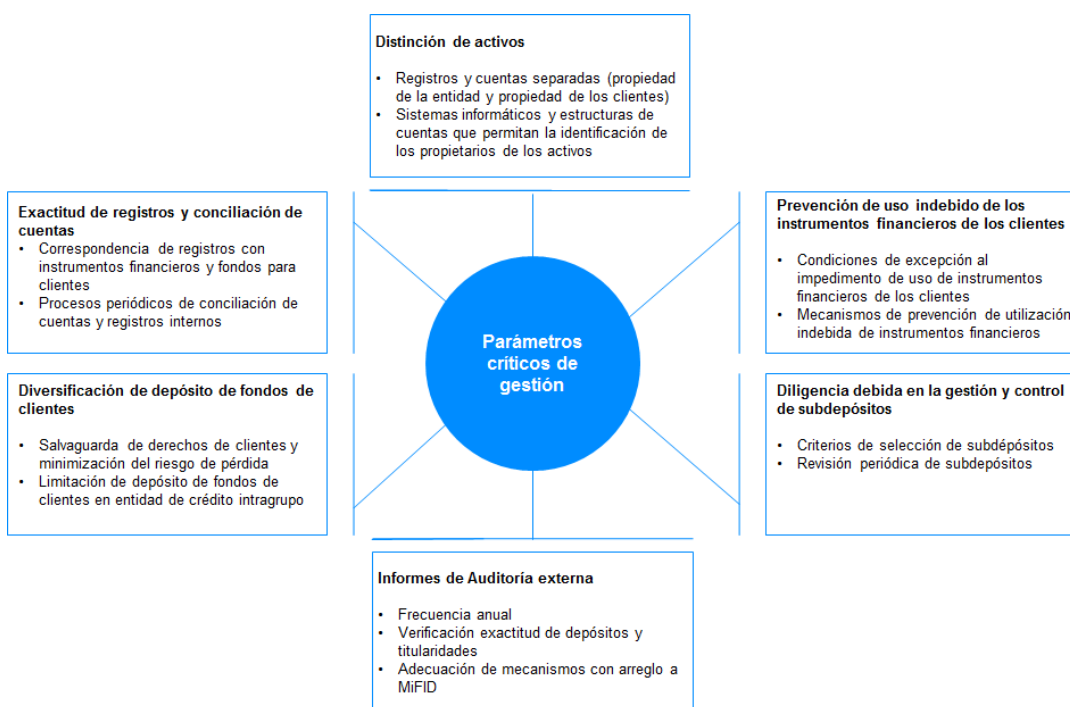 Distinción de activos
• Registros y cuentas separadas (propiedad
de la entidad y propiedad de los clientes)
• Sistemas informáticos y estructuras de
cuentas que permitan la identificación de
los propietarios de los activos
Exactitud de registros y conciliación de
cuentas
• Correspondencia de registros con
instrumentos financieros y fondos para
clientes
• Procesos periódicos de conciliación de
cuentas y registros internos
Prevención de uso indebido de los
instrumentos financieros de los clientes
• Condiciones de excepción al
impedimento de uso de instrumentos
financieros de los clientes
• Mecanismos de prevención de utilización
indebida de instrumentos financieros
Parámetros
críticos de
gestión
Diversificación de depósito de fondos de
clientes
• Salvaguarda de derechos de clientes y
minimización del riesgo de pérdida
• Limitación de depósito de fondos de
clientes en entidad de crédito intragrupo
Diligencia debida en la gestión y control
de subdepósitos
• Criterios de selección de subdépósitos
• Revisión periódica de subdepósitos
Informes de Auditoría externa
• Frecuencia anual
• Verificación exactitud de depósitos y
titularidades
• Adecuación de mecanismos con arreglo a
MiFID